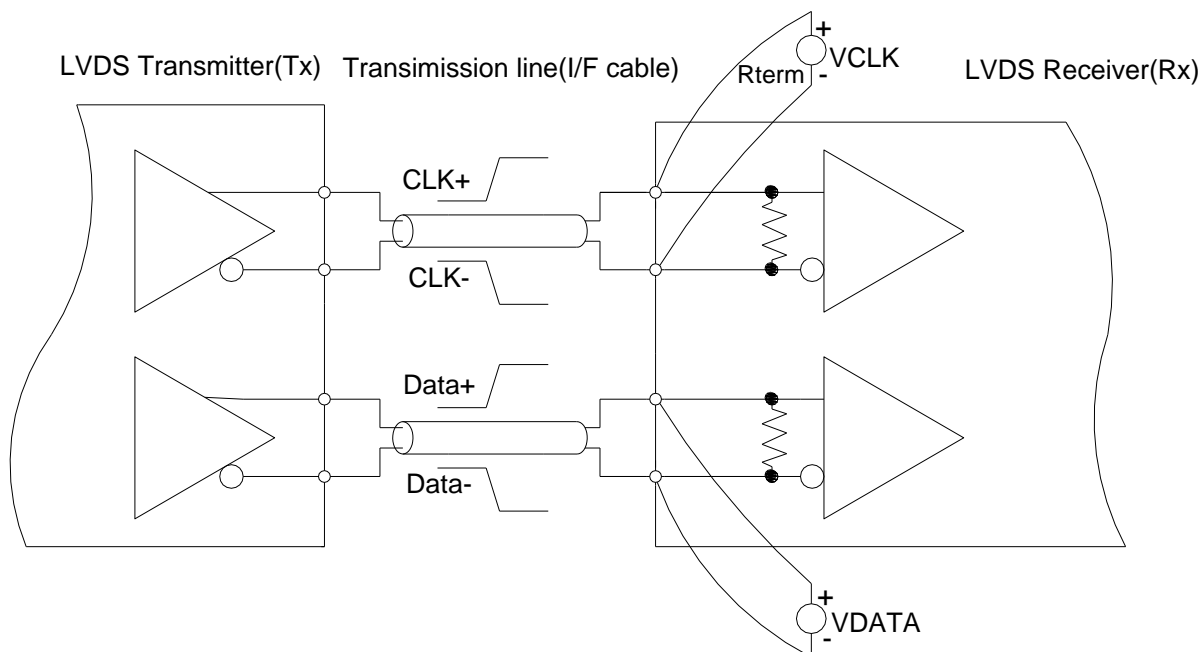 LVDS Transmitter(Tx)
Transimission line(I/F cable)
Rterm
+
VCLK
-
LVDS Receiver(Rx)
CLK+
CLK-
Data+
Data-
+
VDATA
-